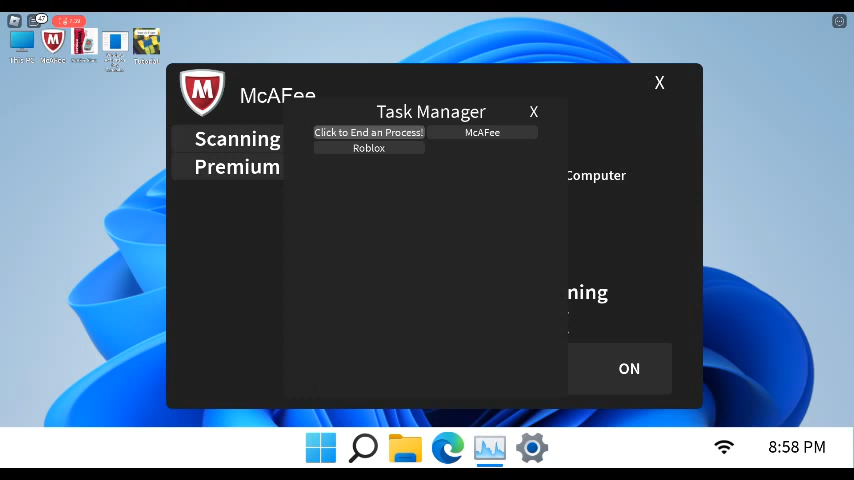 47
This PC
McAFee
Tutorial
McAFee
X
Task Manager
X
Click to End an Process!
McAFee
Roblox
Scanning
Premium
Computer
ning
ON
8:58 PM